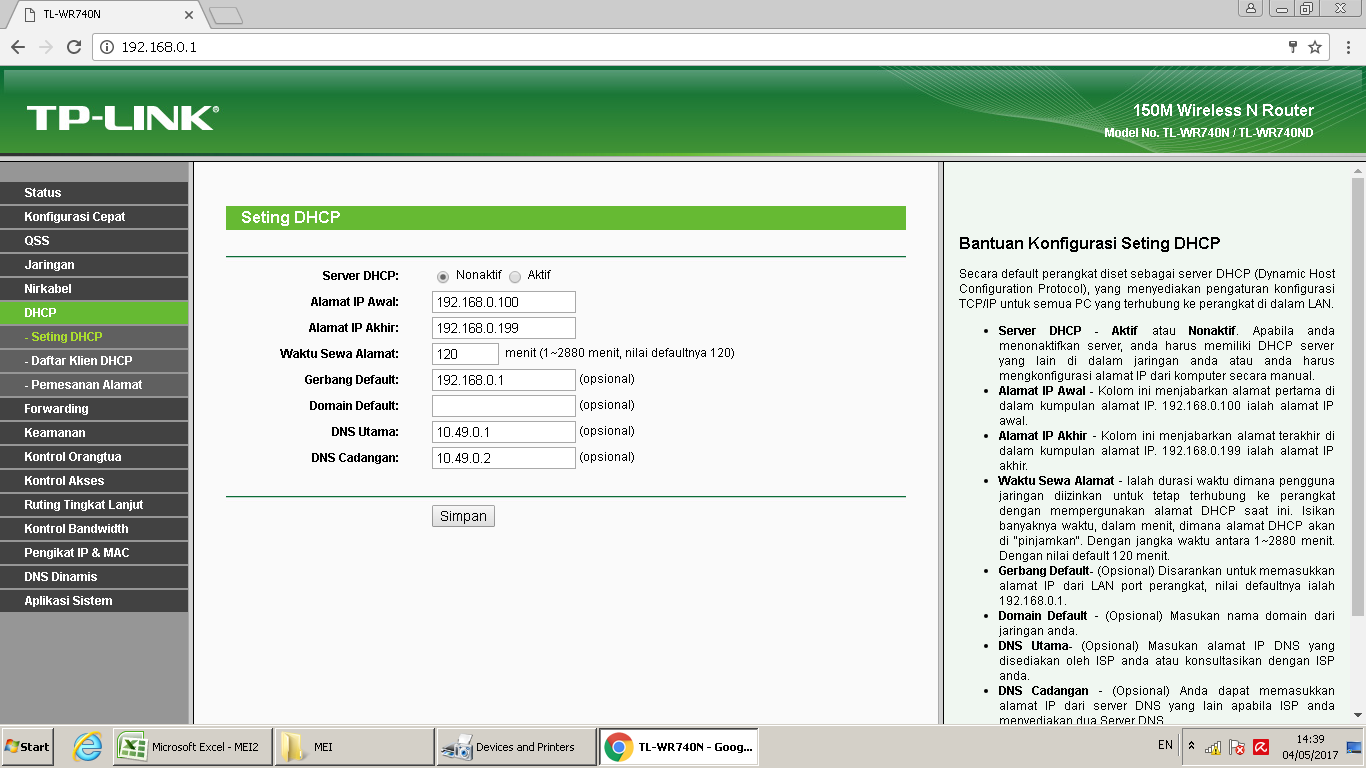 TL-WR740N
192.168.0.1
TP-LINK®
150M Wireless N Router
Model No. TL-WR740N / TL-WR740ND
Status
Konfigurasi Cepat
QSS
Jaringan
Nirkabel
DHCP
- Seting DHCP
- Daftar Klien DHCP
- Pemesanan Alamat
Forwarding
Keamanan
Kontrol Orangtua
Kontrol Akses
Ruting Tingkat Lanjut
Kontrol Bandwidth
Pengikat IP & MAC
DNS Dinamis
Aplikasi Sistem
Seting DHCP
Server DHCP: Nonaktif Aktif
Alamat IP Awal: 192.168.0.100
Alamat IP Akhir: 192.168.0.199
Waktu Sewa Alamat: 120 menit (1~2880 menit, nilai defaultnya 120)
Gerbang Default: 192.168.0.1 (opsional)
Domain Default: (opsional)
DNS Utama: 10.49.0.1 (opsional)
DNS Cadangan: 10.49.0.2 (opsional)
Simpan
Bantuan Konfigurasi Seting DHCP
Secara default perangkat diset sebagai server DHCP (Dynamic Host
Configuration Protocol), yang menyediakan pengaturan konfigurasi
TCP/IP untuk semua PC yang terhubung ke perangkat di dalam LAN.
• Server DHCP - Aktif atau Nonaktif. Apabila anda
menonaktifkan server, anda harus memiliki DHCP server
yang lain di dalam jaringan anda atau anda harus
mengkonfigurasi alamat IP dari komputer secara manual.
• Alamat IP Awal - Kolom ini menjabarkan alamat pertama di
dalam kumpulan alamat IP. 192.168.0.100 ialah alamat IP
awal.
• Alamat IP Akhir - Kolom ini menjabarkan alamat terakhir di
dalam kumpulan alamat IP. 192.168.0.199 ialah alamat IP
akhir.
• Waktu Sewa Alamat - Ialah durasi waktu dimana pengguna
jaringan diizinkan untuk tetap terhubung ke perangkat
dengan mempergunakan alamat DHCP saat ini. Isikan
banyaknya waktu, dalam menit, dimana alamat DHCP akan
di "pinjamkan". Dengan jangka waktu antara 1~2880 menit.
Dengan nilai default 120 menit.
• Gerbang Default- (Opsional) Disarankan untuk memasukkan
alamat IP dari LAN port perangkat, nilai defaultnya ialah
192.168.0.1.
• Domain Default - (Opsional) Masukan nama domain dari
jaringan anda.
• DNS Utama- (Opsional) Masukan alamat IP DNS yang
disediakan oleh ISP anda atau konsultasikan dengan ISP
anda.
• DNS Cadangan - (Opsional) Anda dapat memasukkan
alamat IP dari server DNS yang lain apabila ISP anda
menyediakan dua Server DNS.
Start
Microsoft Excel - MEI2
MEI
Devices and Printers
TL-WR740N - Goog...
EN
14:39
04/05/2017